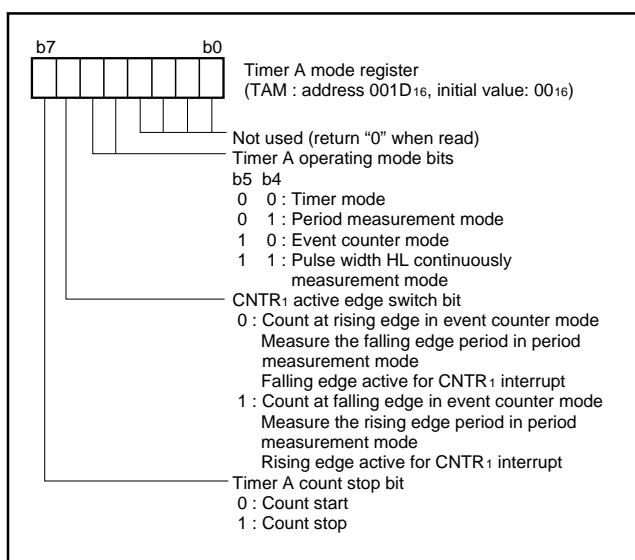 b7 b0
Timer A mode register
(TAM : address 001D16, initial value: 0016)
Not used (return “0” when read)
Timer A operating mode bits
b5 b4
0 0 : Timer mode
0 1 : Period measurement mode
1 0 : Event counter mode
1 1 : Pulse width HL continuously
measurement mode
CNTR1 active edge switch bit
0 : Count at rising edge in event counter mode
Measure the falling edge period in period
measurement mode
Falling edge active for CNTR1 interrupt
1 : Count at falling edge in event counter mode
Measure the rising edge period in period
measurement mode
Rising edge active for CNTR1 interrupt
Timer A count stop bit
0 : Count start
1 : Count stop